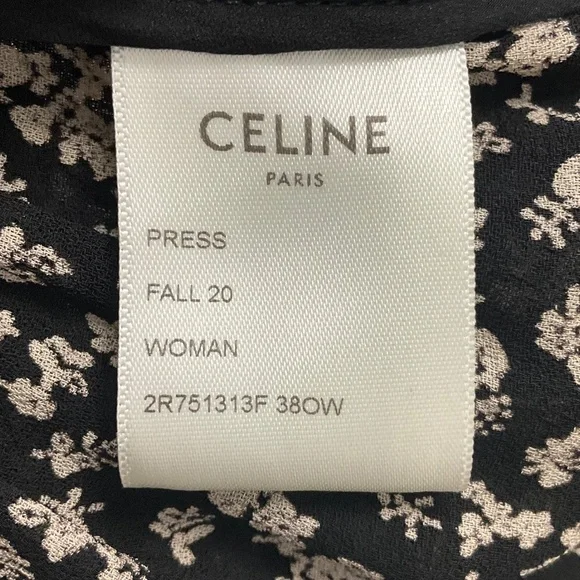 CELINE
PARIS
PRESS
FALL 20
WOMAN
2R751313F 38OW